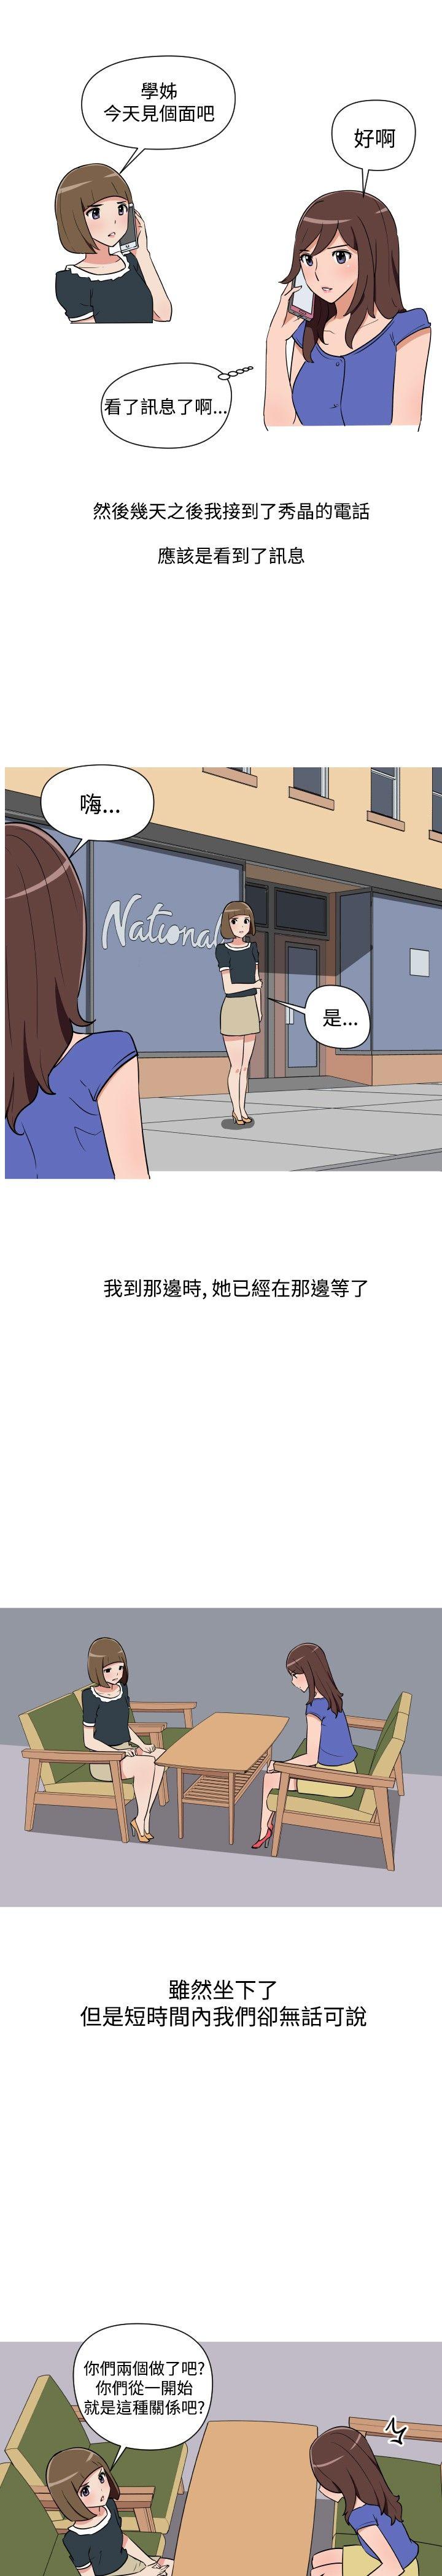 學姊
今天見個面吧
好啊
看了訊息了啊...
然後幾天之後我接到了秀晶的電話
應該是看到了訊息
嗨...
National
是...
我到那邊時, 她已經在那邊等了
雖然坐下了
但是短時間內我們卻無話可說
你們兩個做了吧?
你們從一開始
就是這種關係吧?